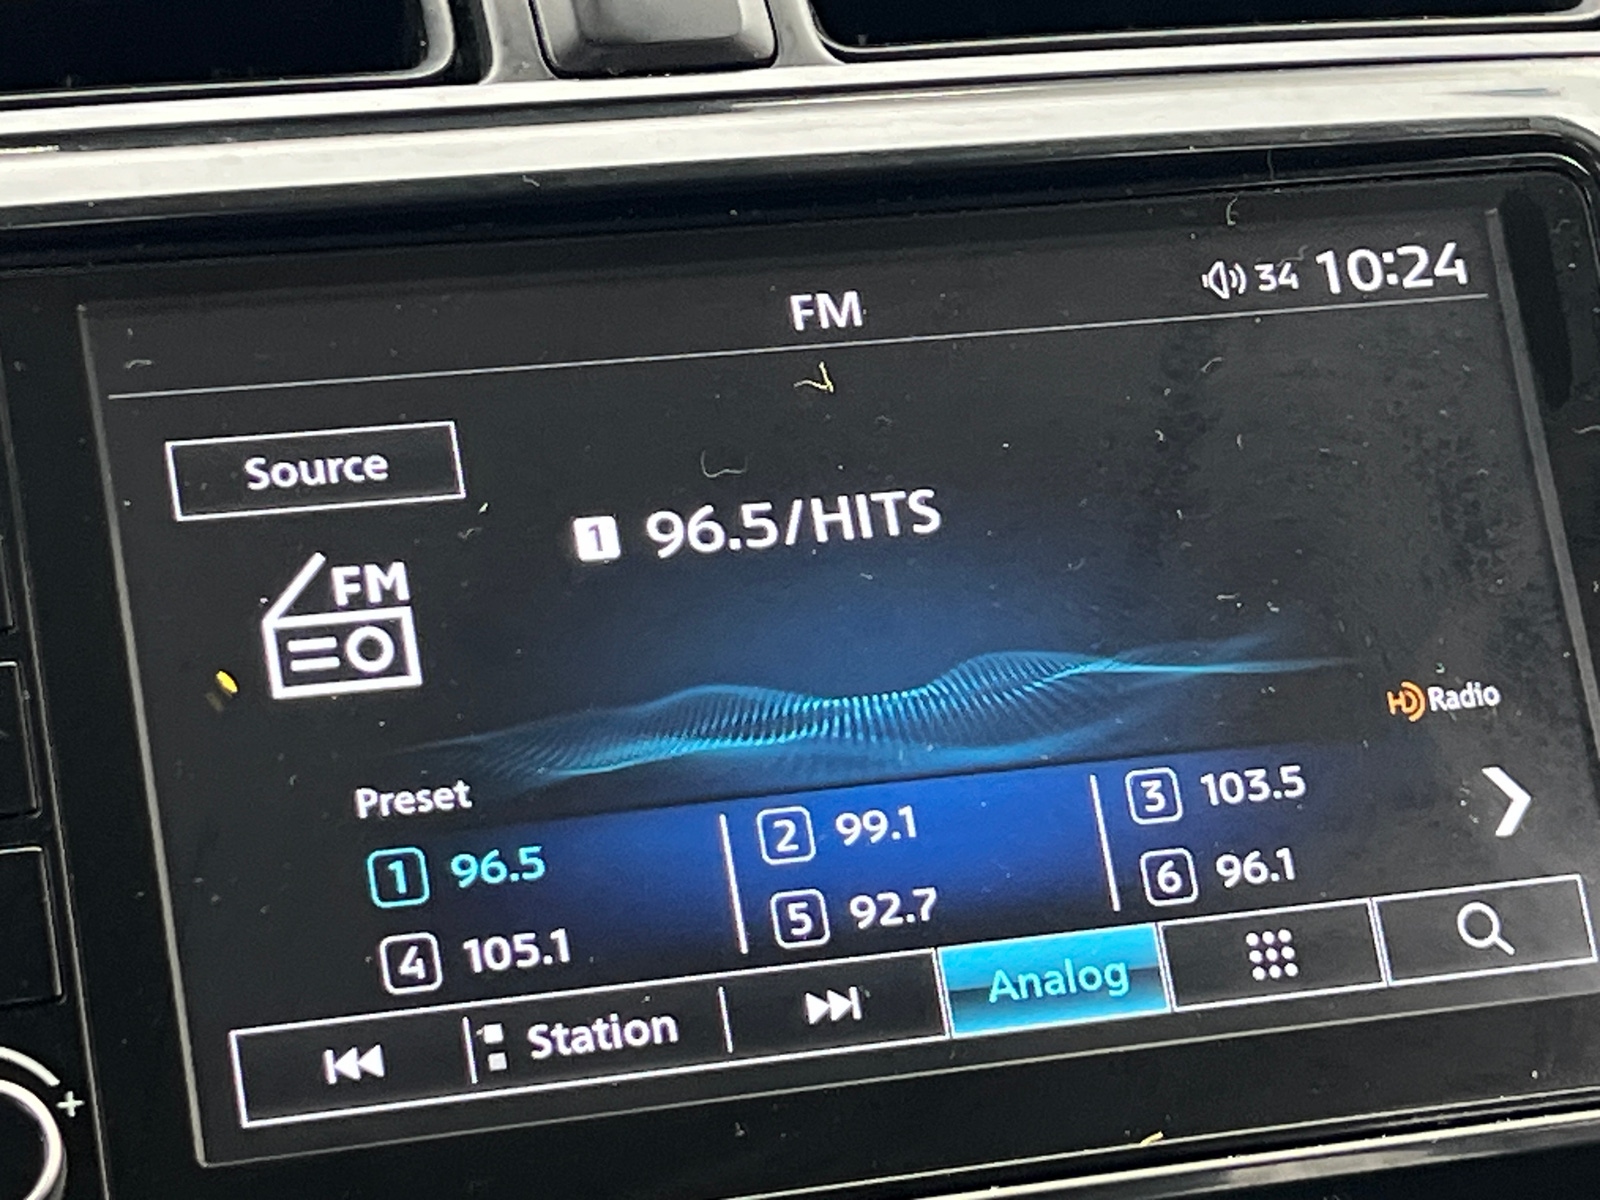 FM
34 10:24
Source
1 96.5/HITS
FM
HD Radio
Preset
1 96.5
2 99.1
3 103.5
4 105.1
5 92.7
6 96.1
Station
Analog
+